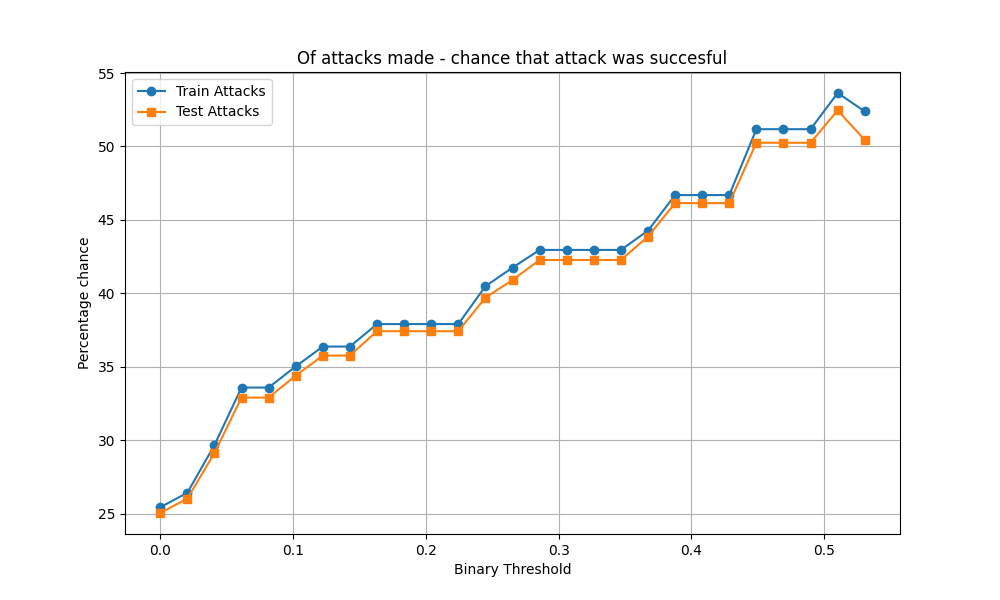 Of attacks made - chance that attack was succesful
Train Attacks
Test Attacks
Percentage chance
55
50
45
40
35
30
25
0.0
0.1
0.2
0.3
0.4
0.5
Binary Threshold